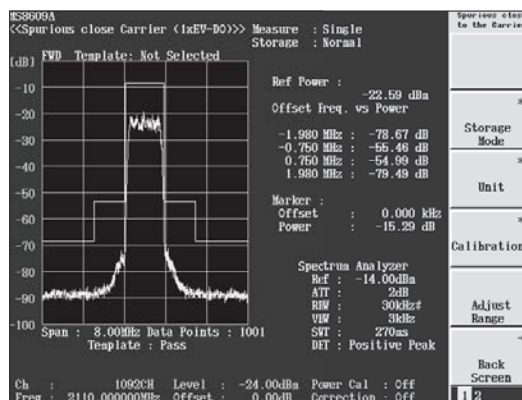 MS8609A
<<Spurious close Carrier (1xEV-DO)>>
Measure : Single
Storage : Normal
FWD Template: Not Selected
[dB]
-10
-20
-30
-40
-50
-60
-70
-80
-90
-100
Span : 8.00MHz Data Points : 1001
Template : Pass
Ref Power :
-22.59 dBm
Offset Freq. vs Power
-1.980 MHz : -78.67 dB
-0.750 MHz : -55.46 dB
0.750 MHz : -54.99 dB
1.980 MHz : -79.49 dB
Marker :
Offset : 0.000 kHz
Power : -15.29 dB
Spectrum Analyzer
Ref : -14.00dBm
ATT : 2dB
RBW : 30kHz#
VBW : 3kHz
SWT : 270ms
DET : Positive Peak
Ch : 1092CH Level : -24.00dBm Power Cal : Off
Freq : 2110.000000MHz Offset : 0.00dB Correction : Off
Spurious close
to the Carrier
*
Storage
Mode
*
Unit
*
Calibration
Adjust
Range
Back
Screen
1 2